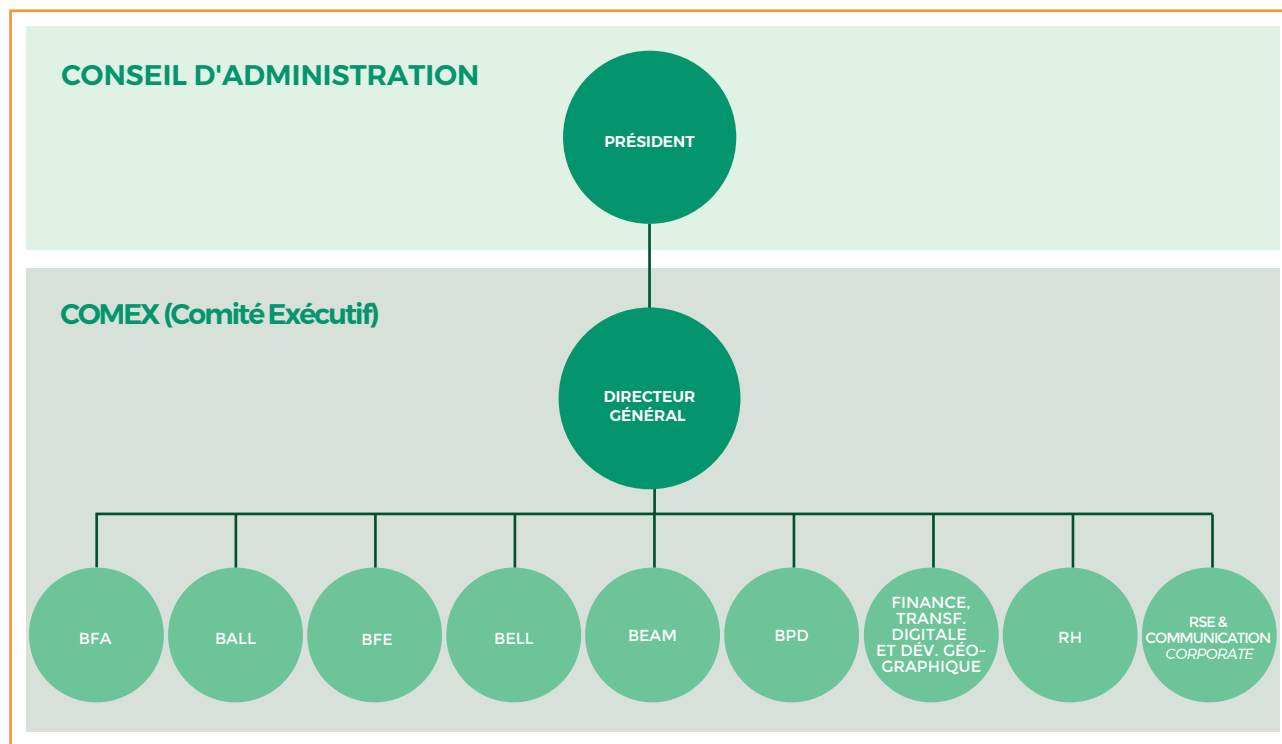 CONSEIL D'ADMINISTRATION
PRÉSIDENT
COMEX (Comité Exécutif)
DIRECTEUR
GÉNÉRAL
BFA
BALL
BFE
BELL
BEAM
BPD
FINANCE,
TRANSF.
DIGITALE
ET DÉV. GÉO-
GRAPHIQUE
RH
RSE &
COMMUNICATION
CORPORATE